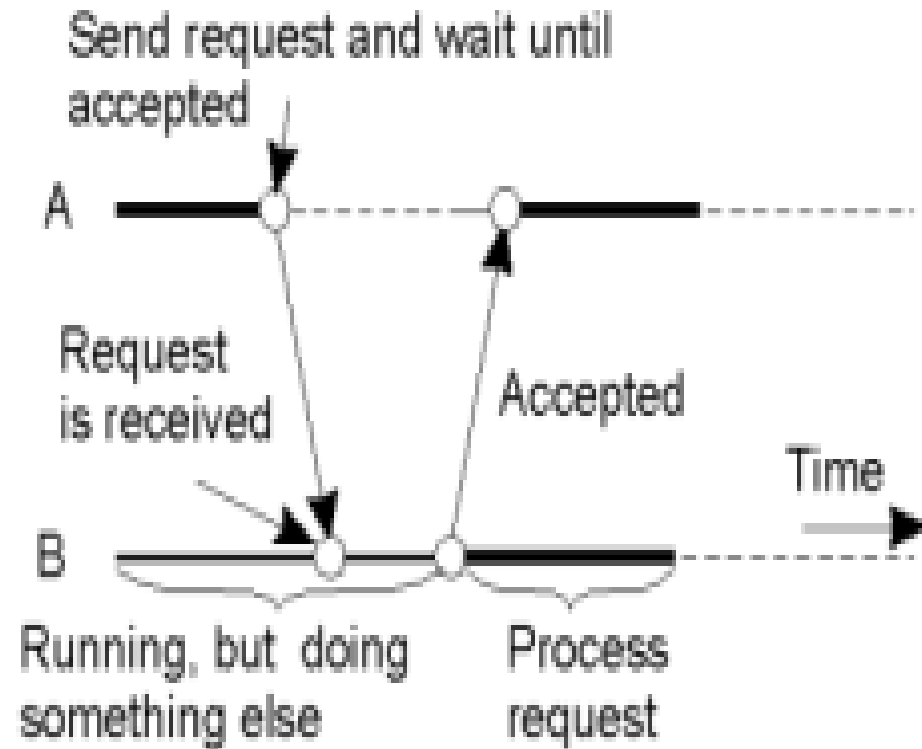 Send request and wait until
accepted
A
Request
is received
Accepted
Time
B
Running, but doing
something else
Process
request